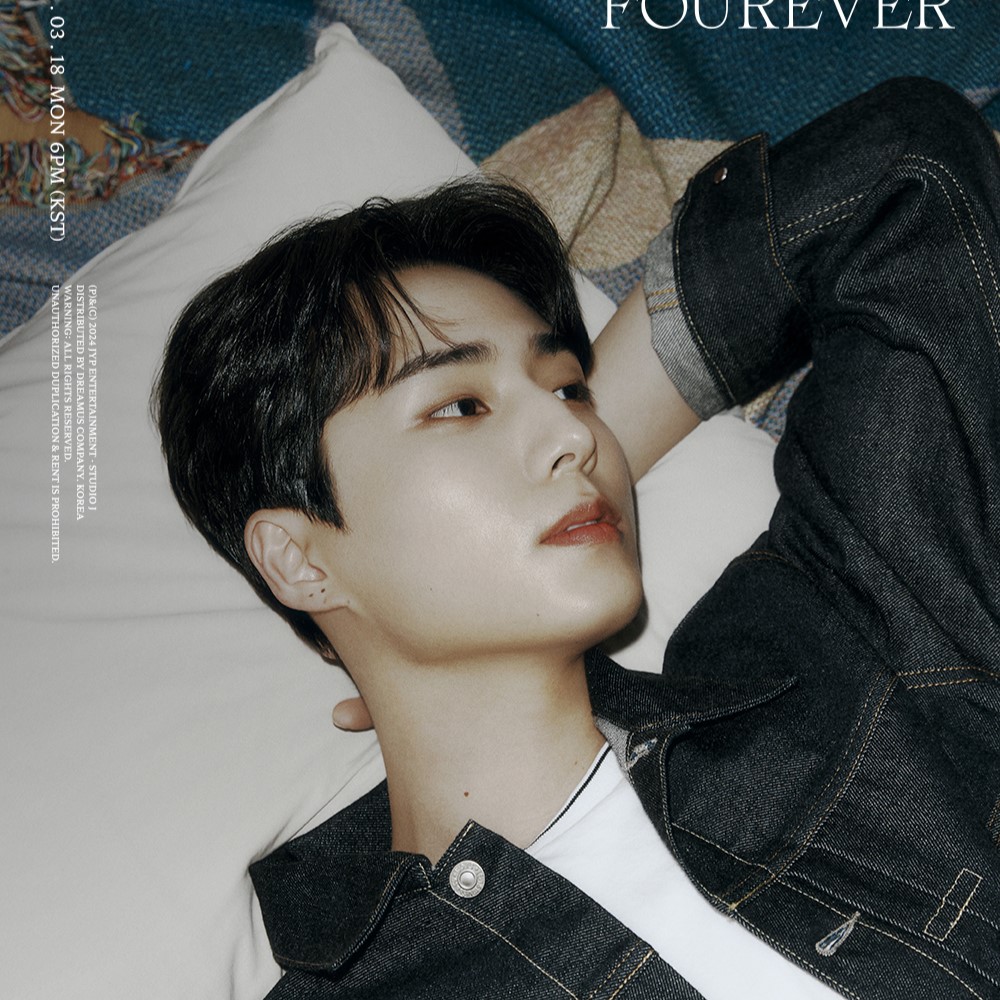 FOUREVER
. 03 . 18 MON 6PM (KST)
(P)&(C) 2024 JYP ENTERTAINMENT · STUDIO J
DISTRIBUTED BY DREAMUS COMPANY. KOREA
WARNING: ALL RIGHTS RESERVED.
UNAUTHORIZED DUPLICATION & RENT IS PROHIBITED.